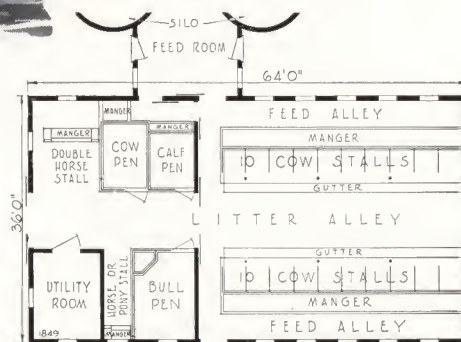 SILO
FEED ROOM
64'0"
36'0"
MANGER
FEED ALLEY
MANGER
MANGER
MANGER
DOUBLE
HORSE
STALL
COW
PEN
CALF
PEN
10 COW STALLS
GUTTER
LITTER ALLEY
GUTTER
UTILITY
ROOM
HORSE OR
PONY STALL
BULL
PEN
10 COW STALLS
MANGER
FEED ALLEY
MANGER
1849